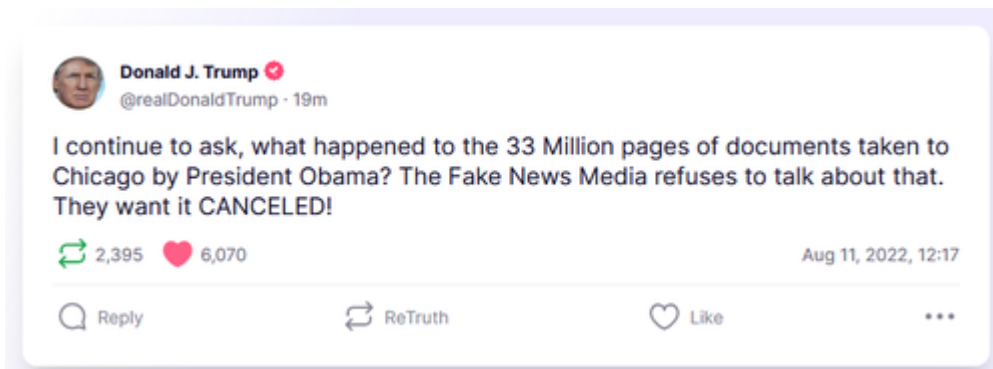 Donald J. Trump
@realDonaldTrump · 19m
I continue to ask, what happened to the 33 Million pages of documents taken to
Chicago by President Obama? The Fake News Media refuses to talk about that.
They want it CANCELED!
2,395 6,070 Aug 11, 2022, 12:17
Reply ReTruth Like